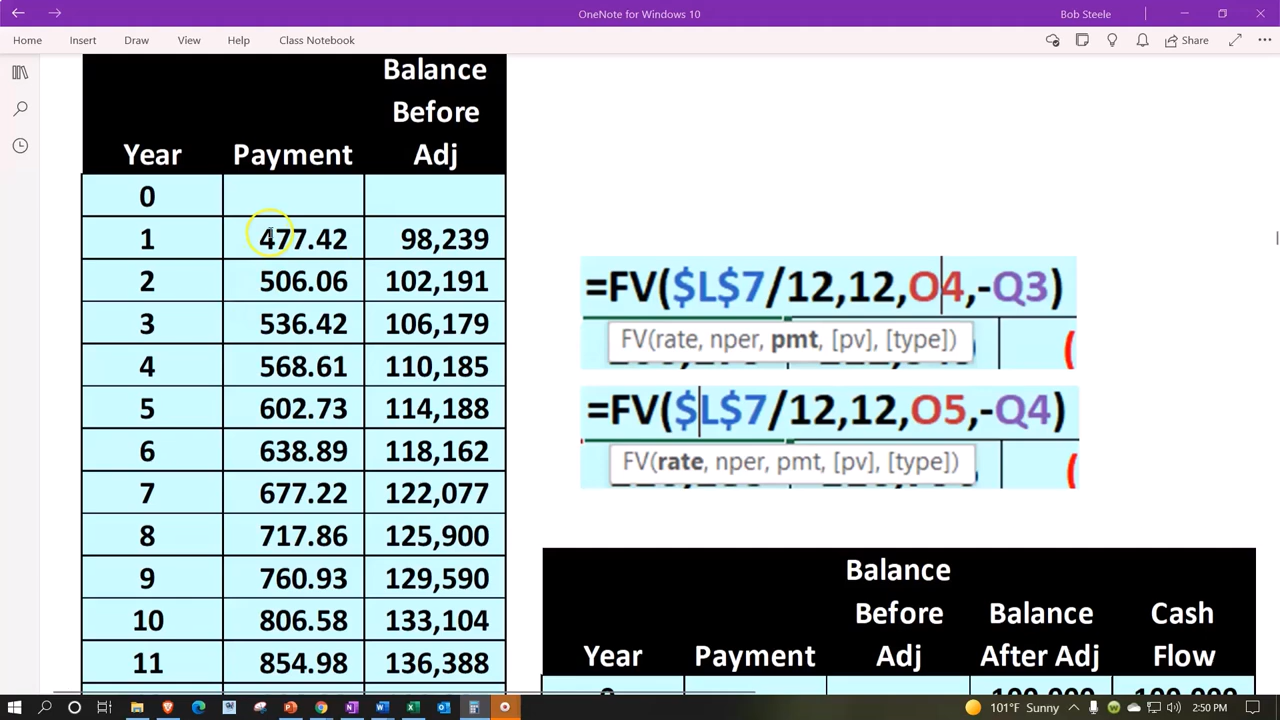 OneNote for Windows 10
Bob Steele
Home Insert Draw View Help Class Notebook
Share
Year Payment Balance Before Adj
0
1 477.42 98,239
2 506.06 102,191
3 536.42 106,179
4 568.61 110,185
5 602.73 114,188
6 638.89 118,162
7 677.22 122,077
8 717.86 125,900
9 760.93 129,590
10 806.58 133,104
11 854.98 136,388
=FV($L$7/12,12,O4,-Q3)
FV(rate, nper, pmt, [pv], [type])
=FV($L$7/12,12,O5,-Q4)
FV(rate, nper, pmt, [pv], [type])
Year Payment Balance Before Adj Balance After Adj Cash Flow
0 100,000 100,000
101°F Sunny
2:50 PM